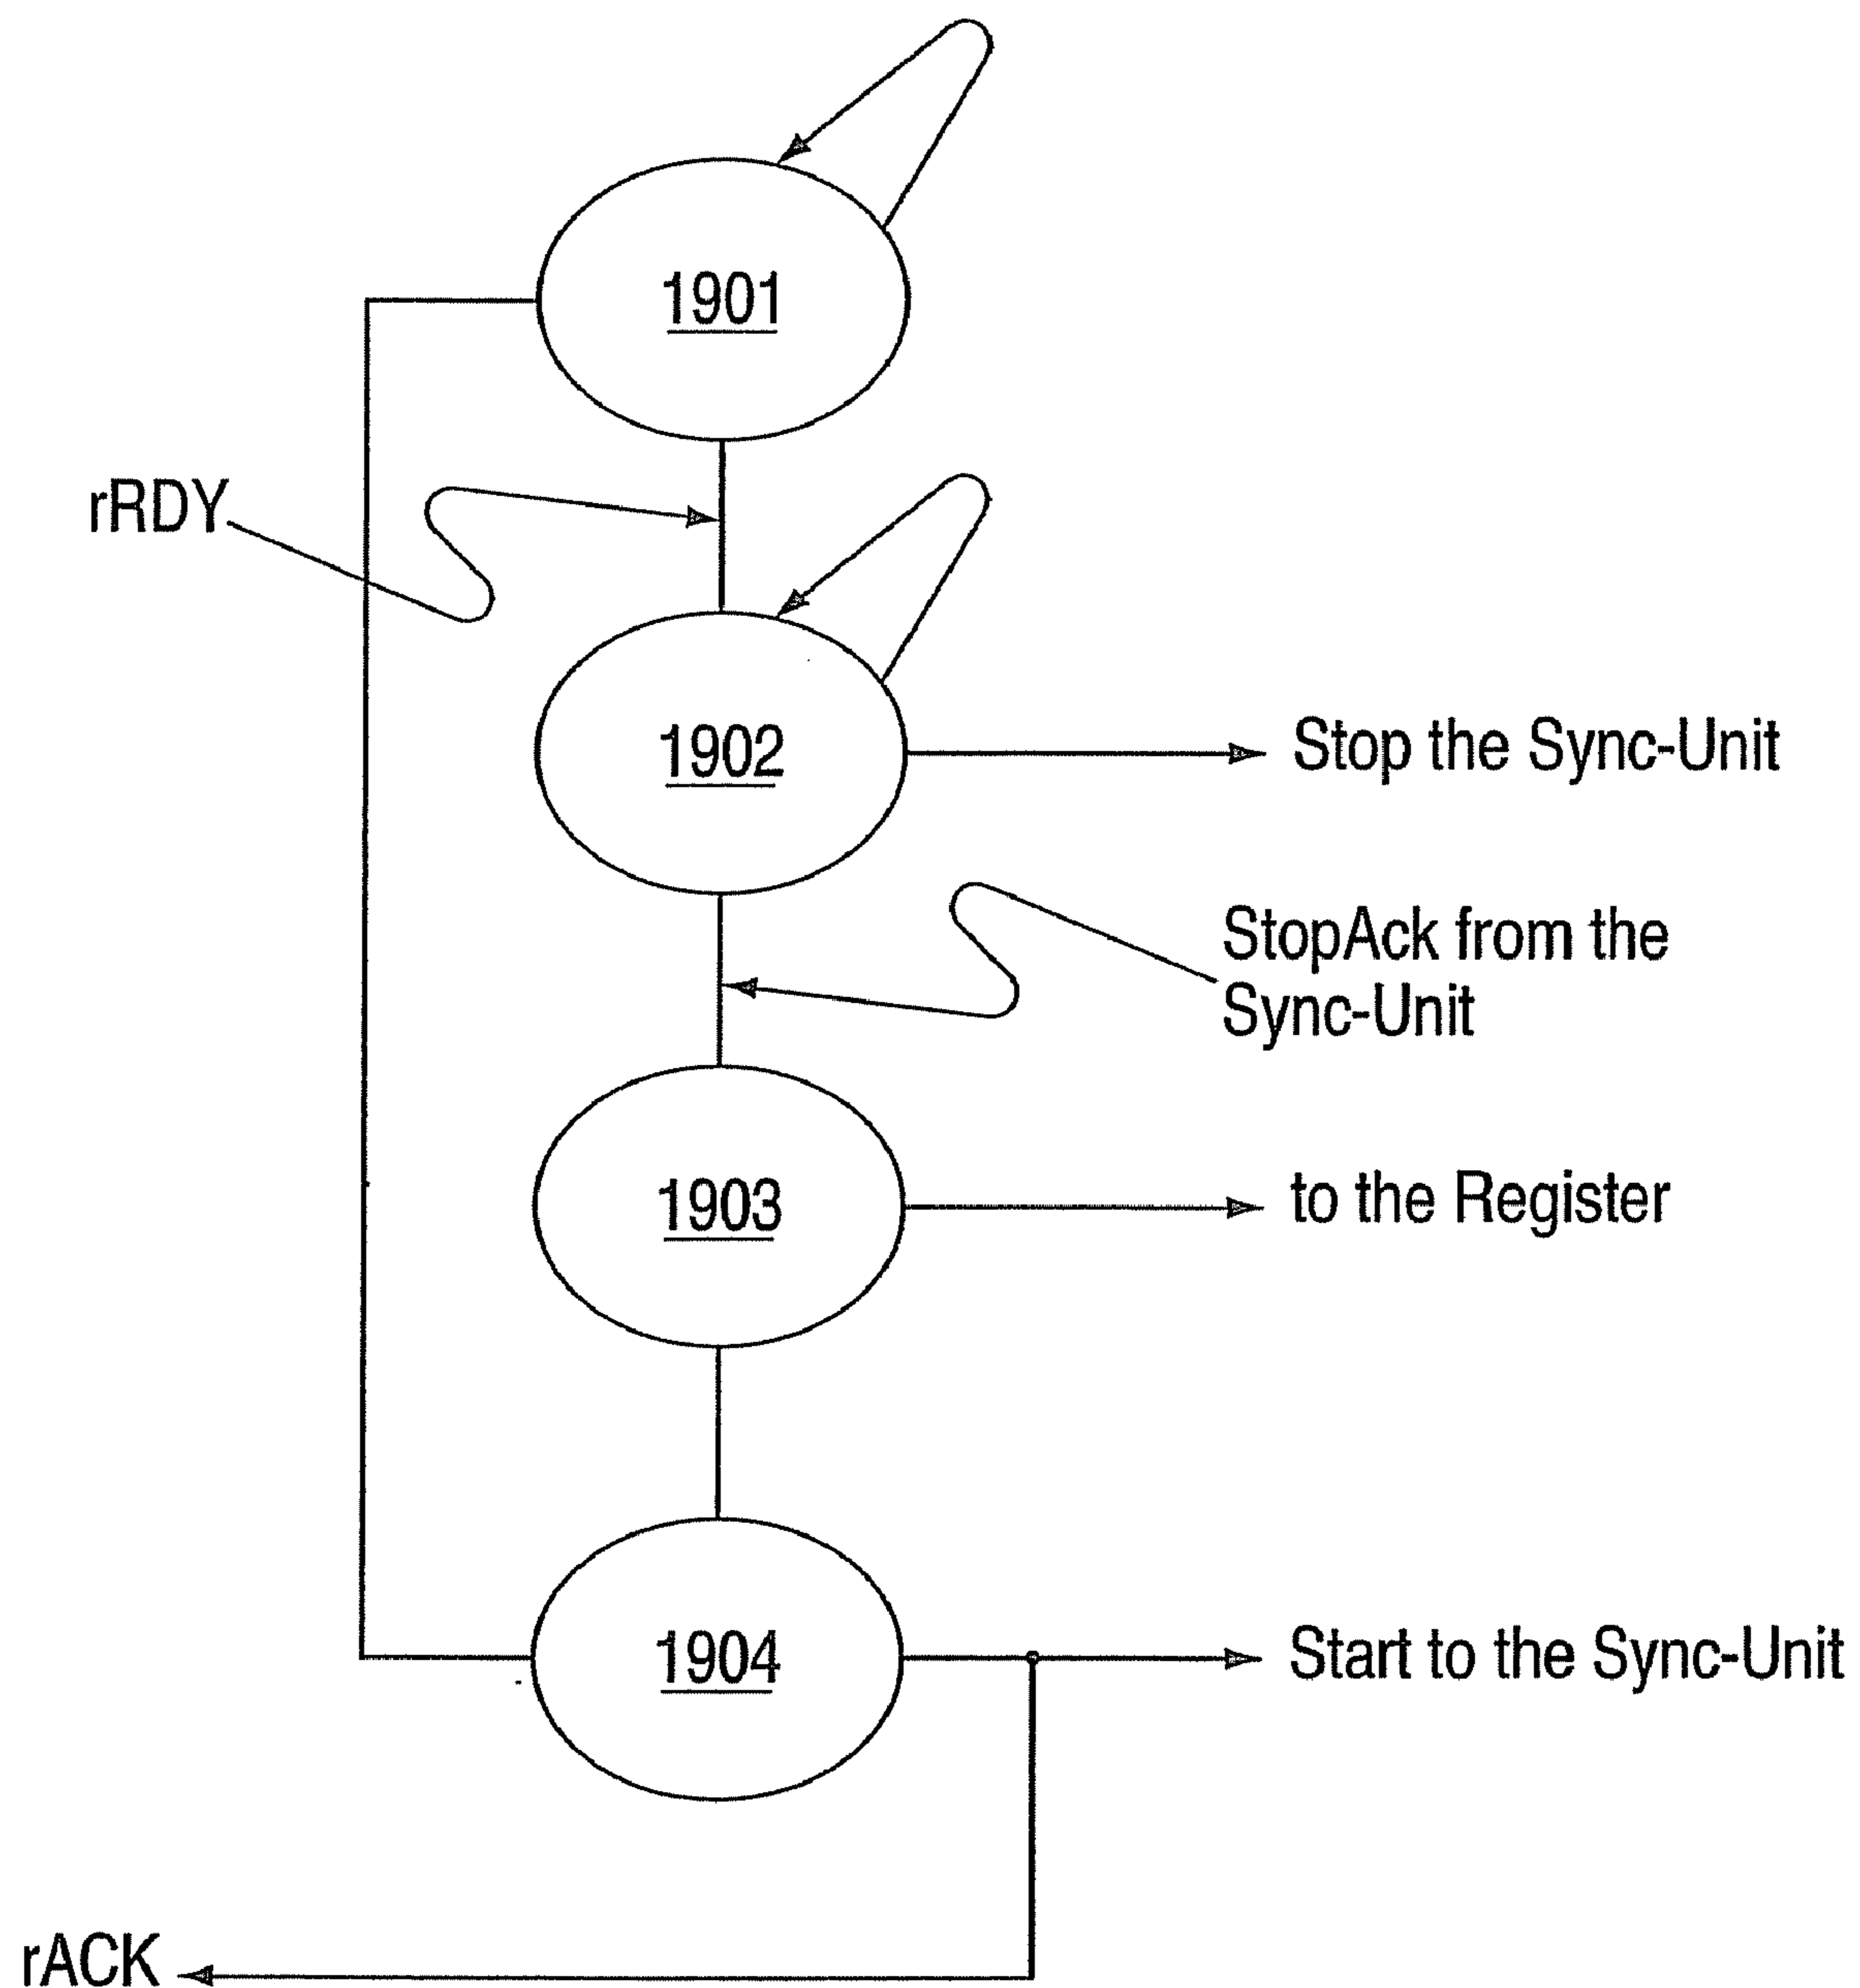 1901
rRDY
1902
Stop the Sync-Unit
StopAck from the
Sync-Unit
1903
to the Register
1904
Start to the Sync-Unit
rACK